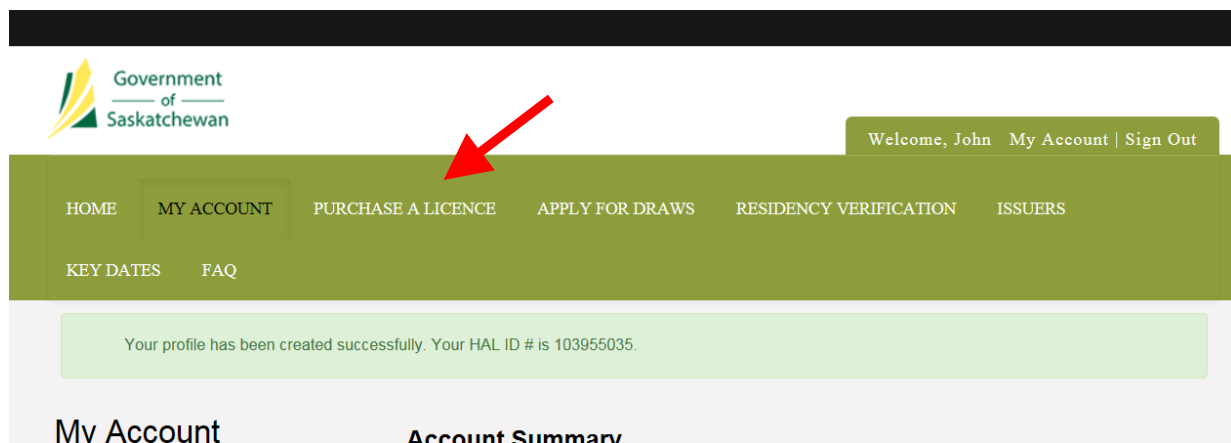 Government
of
Saskatchewan
Welcome, John My Account | Sign Out
HOME MY ACCOUNT PURCHASE A LICENCE APPLY FOR DRAWS RESIDENCY VERIFICATION ISSUERS
KEY DATES FAQ
Your profile has been created successfully. Your HAL ID # is 103955035.
My Account Account Summary